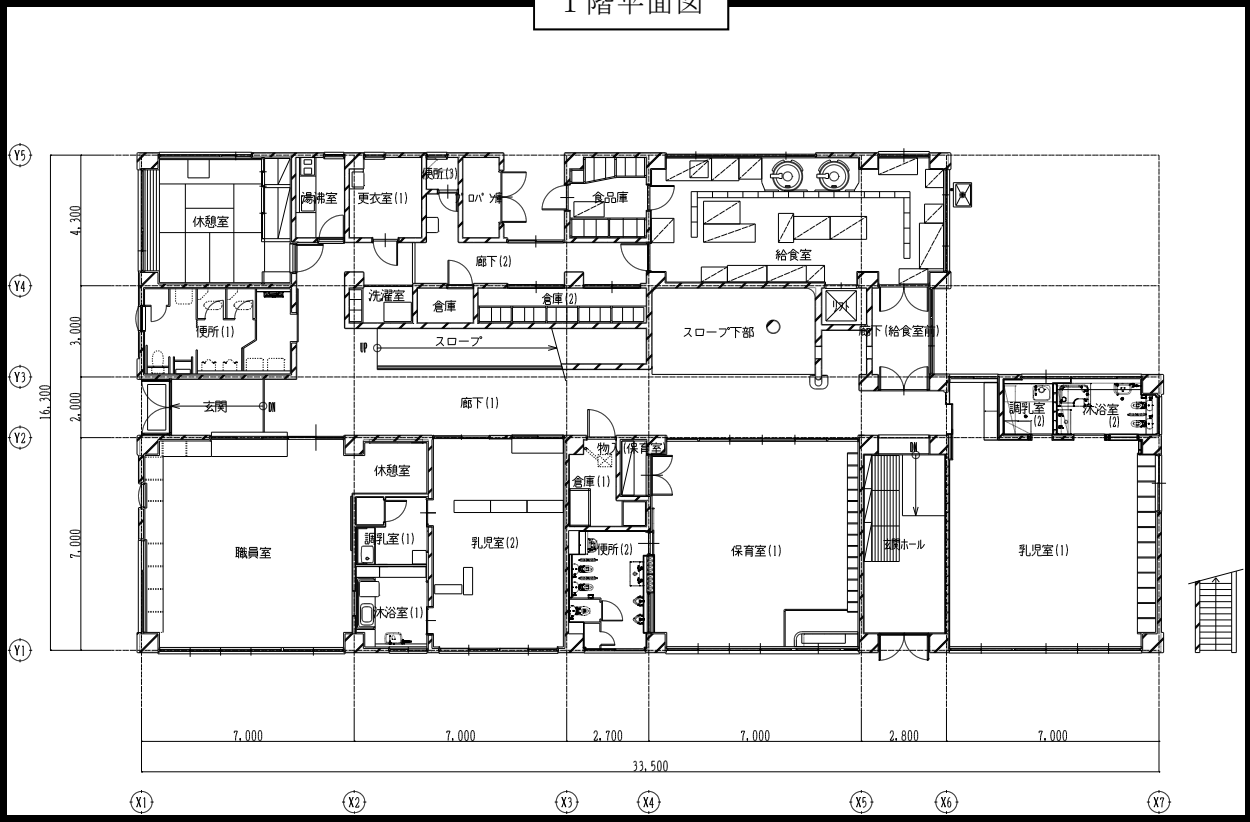 1階平面図
Y5
Y4
Y3
Y2
Y1
4,300
3,000
2,000
7,000
16,300
休憩室
湯沸室
更衣室(1)
便所(3)
食品庫
給食室
廊下(2)
便所(1)
洗濯室
倉庫
倉庫(2)
スロープ
UP
スロープ下部
リフト
廊下(給食室前)
玄関
DN
廊下(1)
調乳室
(2)
沐浴室
(2)
職員室
休憩室
調乳室(1)
沐浴室(1)
乳児室(2)
物入(保育室)
倉庫(1)
便所(2)
保育室(1)
DN
玄関ホール
乳児室(1)
7,000
7,000
2,700
7,000
2,800
7,000
33,500
X1
X2
X3
X4
X5
X6
X7